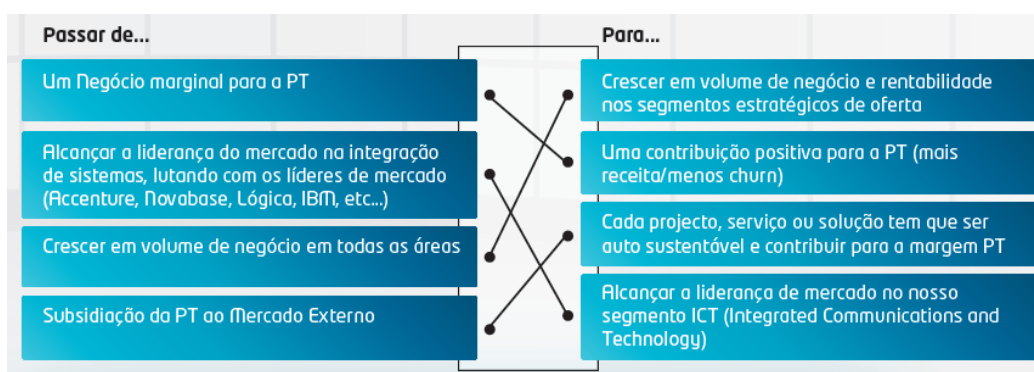 Passar de...
Um Negócio marginal para a PT
Alcançar a liderança do mercado na integração
de sistemas, lutando com os líderes de mercado
(Accenture, Novabase, Lógica, IBM, etc...)
Crescer em volume de negócio em todas as áreas
Subsidiação da PT ao Mercado Externo
Para...
Crescer em volume de negócio e rentabilidade
nos segmentos estratégicos de oferta
Uma contribuição positiva para a PT (mais
receita/menos churn)
Cada projecto, serviço ou solução tem que ser
auto sustentável e contribuir para a margem PT
Alcançar a liderança de mercado no nosso
segmento ICT (Integrated Communications and
Technology)